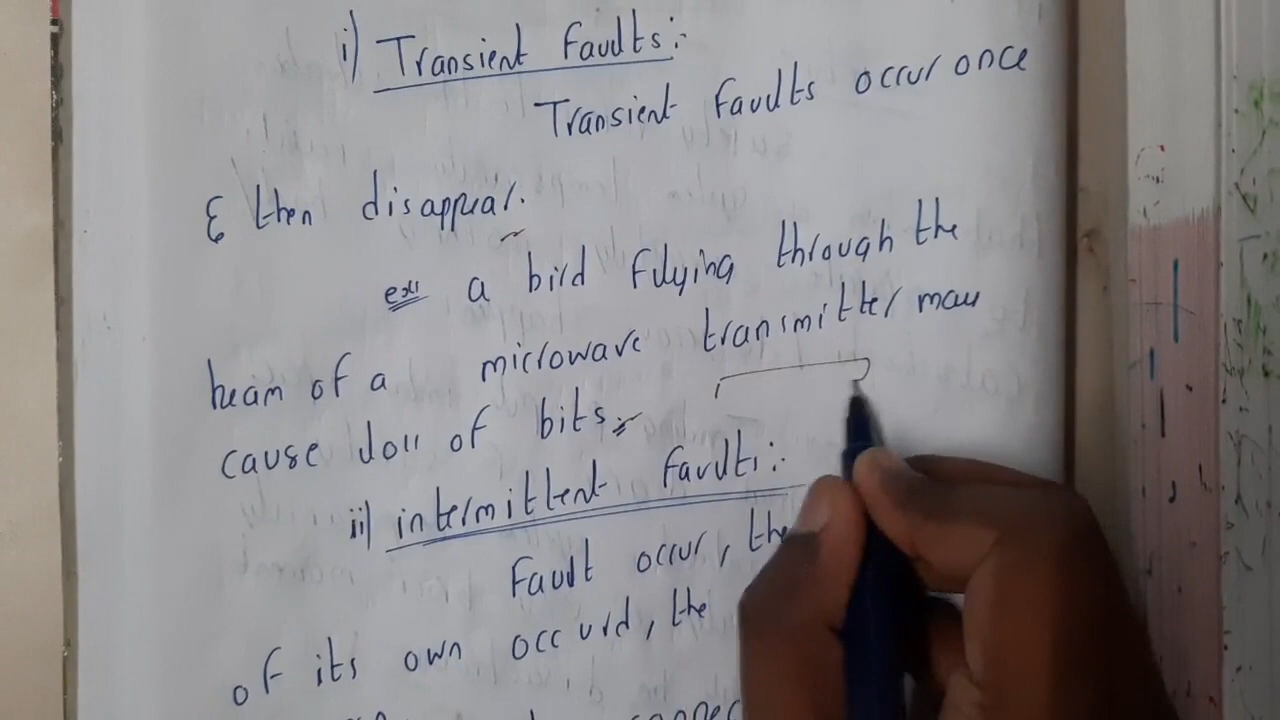 i) Transient Faults :-
Transient Faults occur once
& then disappear.
ex:- a bird flying through the
beam of a microwave transmitter may
cause loss of bits.
ii) intermittent faults :-
Fault occur, the
of its own occurd, the